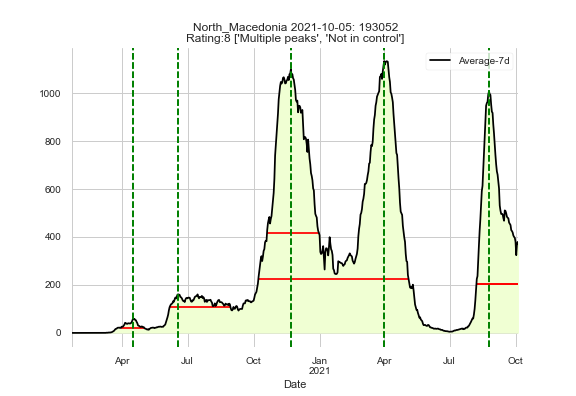 North_Macedonia 2021-10-05: 193052
Rating:8 ['Multiple peaks', 'Not in control']
Average-7d
1000
800
600
400
200
0
Apr
Jul
Oct
Jan
2021
Apr
Jul
Oct
Date